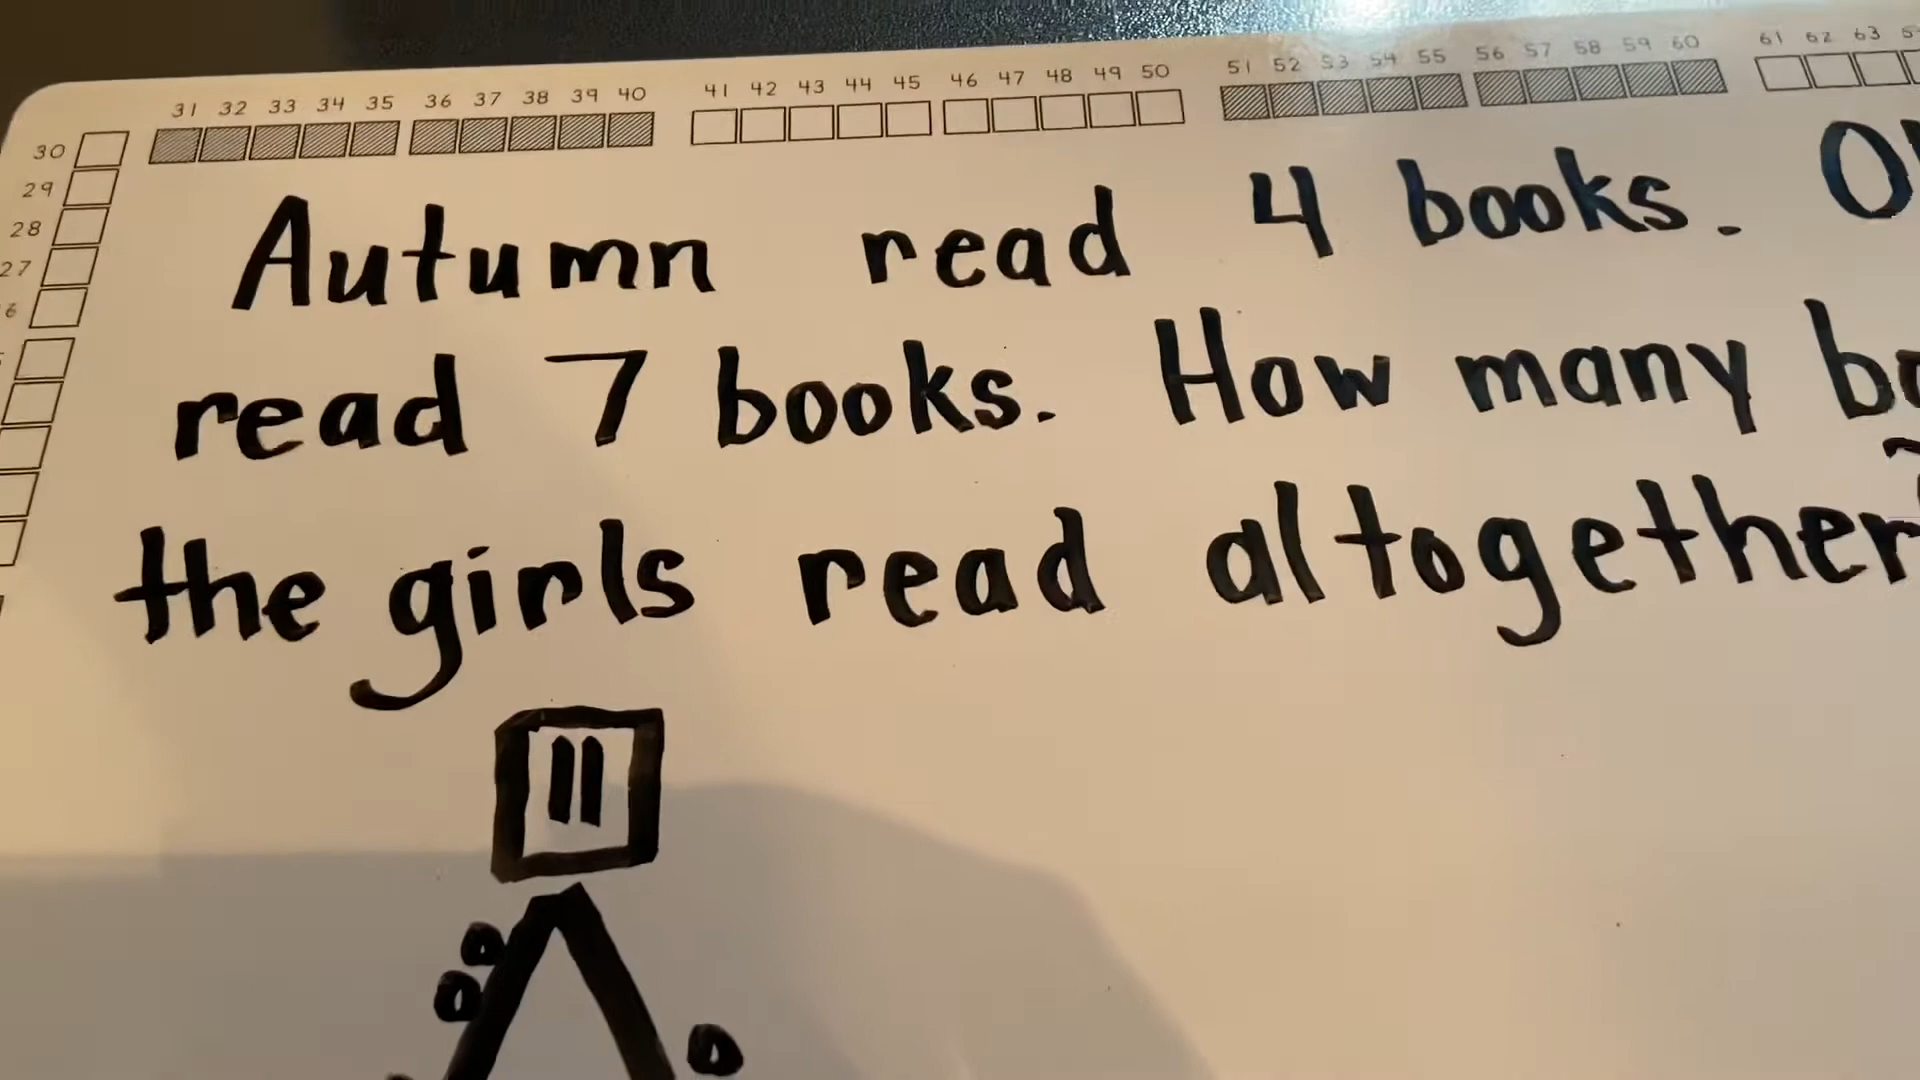 31 32 33 34 35 36 37 38 39 40 41 42 43 44 45 46 47 48 49 50 51 52 53 54 55 56 57 58 59 60 61 62 63
30
29
28
27
Autumn read 4 books.
read 7 books. How many
the girls read altogether
11